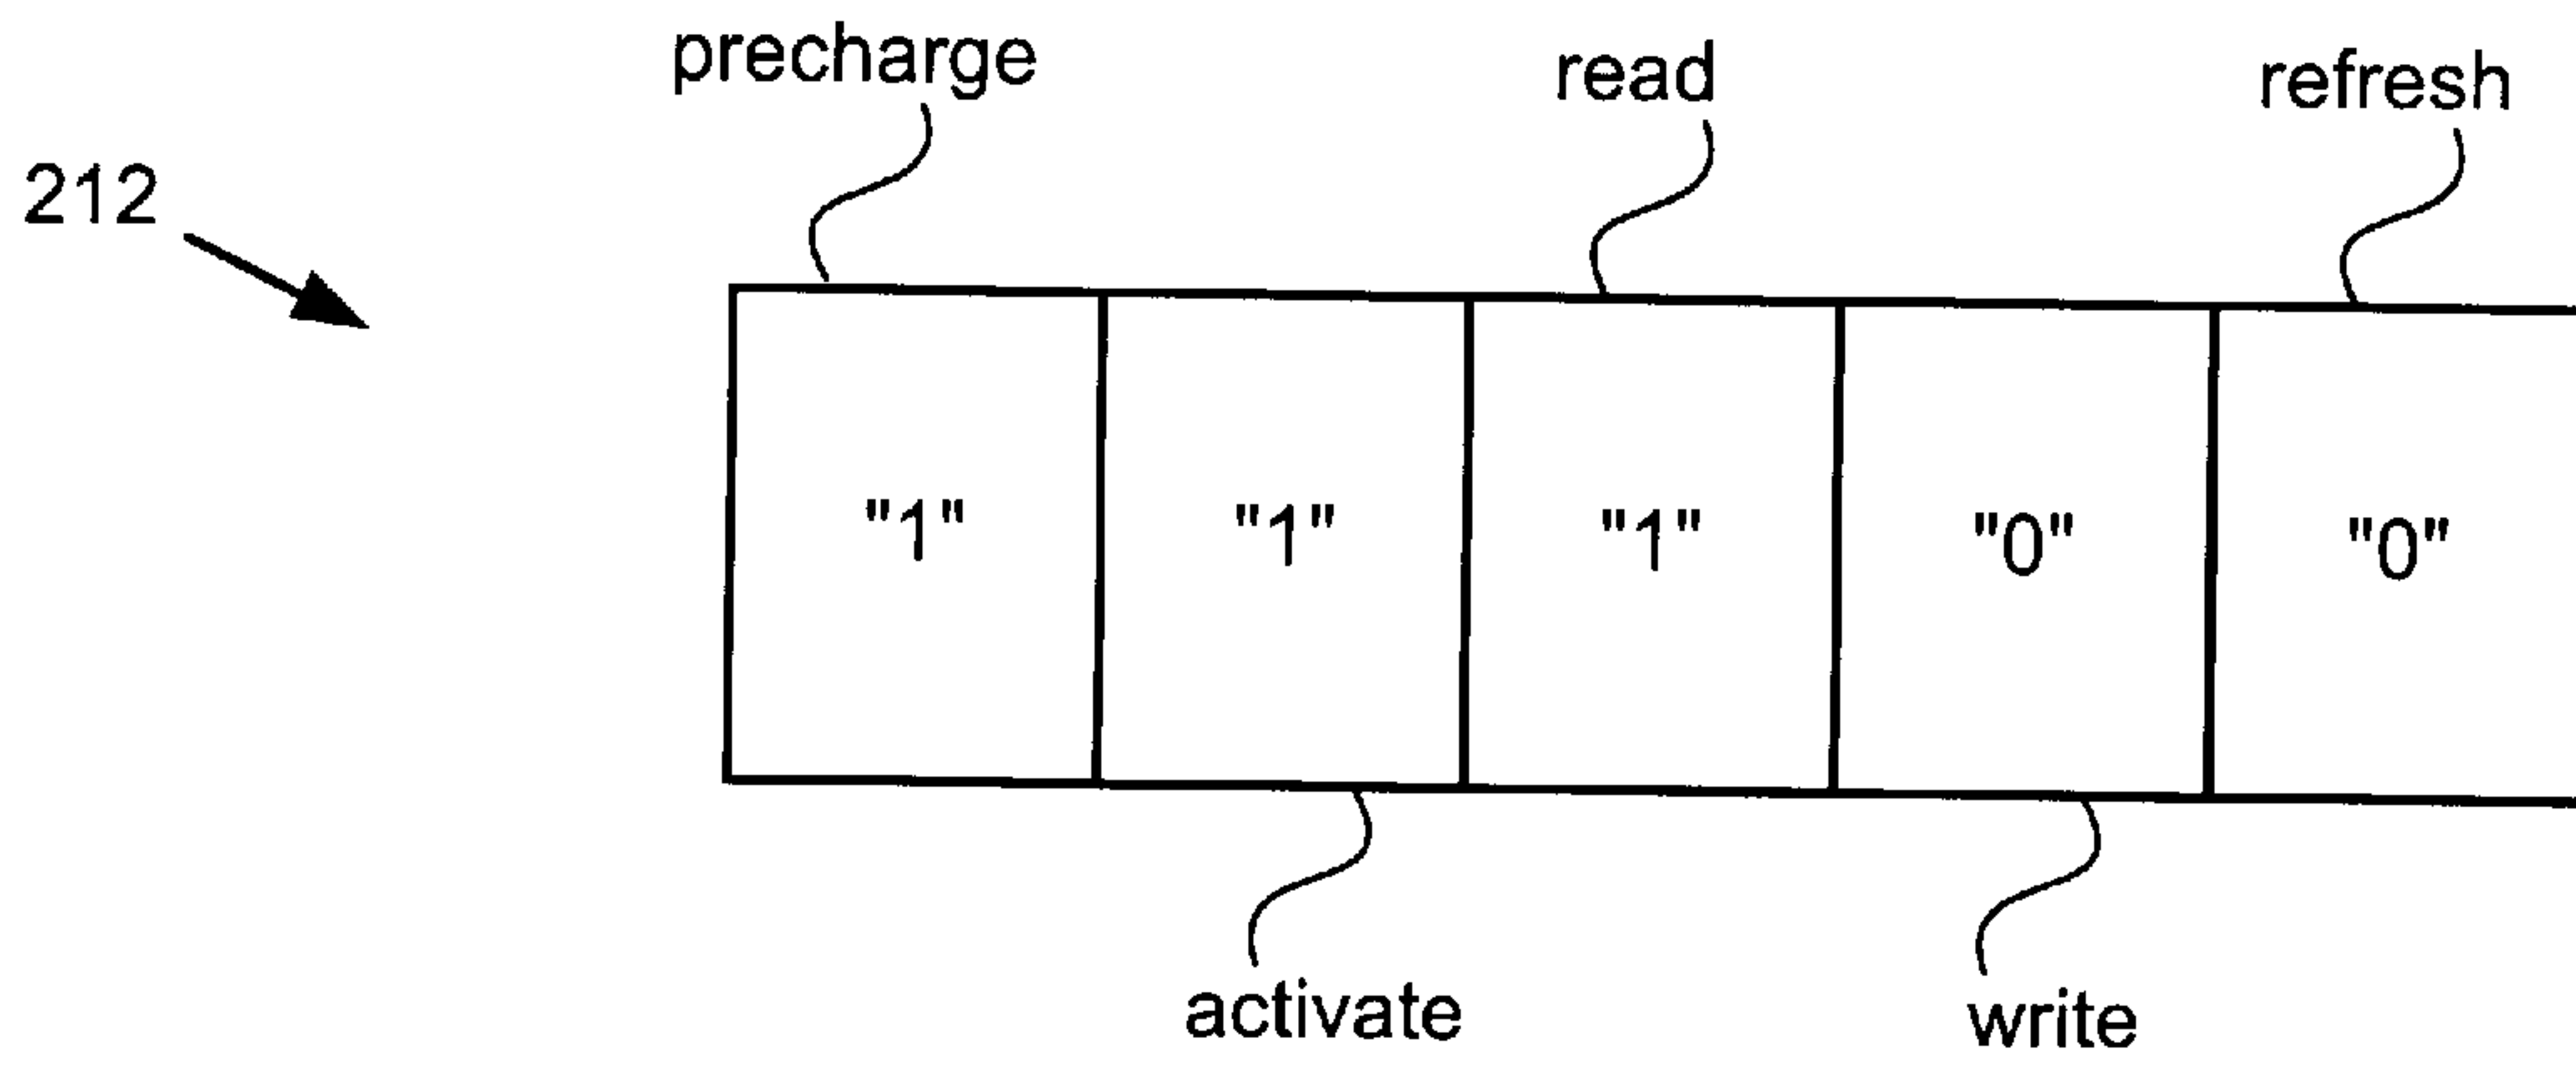 precharge read refresh
212
"1" "1" "1" "0" "0"
activate write